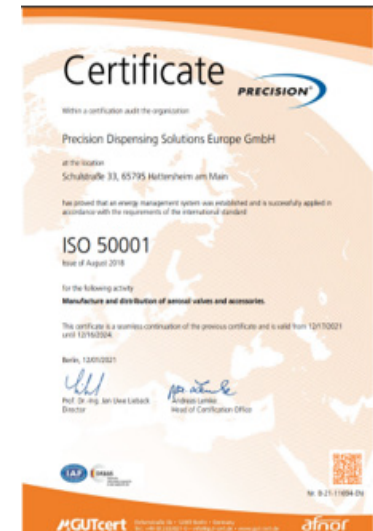 Certificate
PRECISION
Within a certification audit the organization
Precision Dispensing Solutions Europe GmbH
at the location
Schulstraße 33, 65795 Hattersheim am Main
has proved that an energy management system was established and is successfully applied in
accordance with the requirements of the international standard
ISO 50001
Issue of August 2018
for the following activity
Manufacture and distribution of aerosol valves and accessories.
This certificate is a seamless continuation of the previous certificate and is valid from 12/17/2021
until 12/16/2024.
Berlin, 12/01/2021
Prof. Dr.-Ing. Jan Uwe Lieback
Director
Andreas Lemke
Head of Certification Office
IAF
DAkkS
GUTcert
afnor